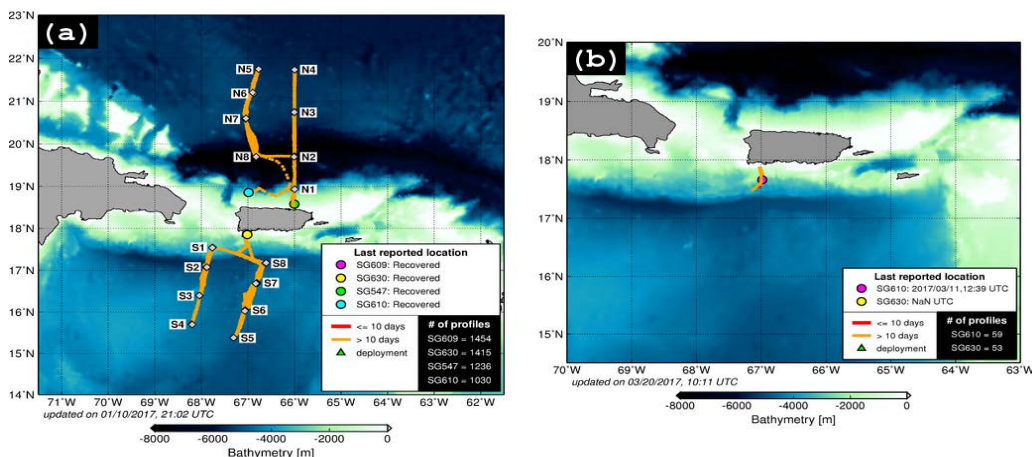 (a)
23°N
22°N
21°N
20°N
19°N
18°N
17°N
16°N
15°N
14°N
N5
N4
N6
N3
N7
N8
N2
N1
S1
S8
S2
S7
S3
S6
S4
S5
Last reported location
SG609: Recovered
SG630: Recovered
SG547: Recovered
SG610: Recovered
<= 10 days
> 10 days
deployment
# of profiles
SG609 = 1454
SG630 = 1415
SG547 = 1236
SG610 = 1030
71°W 70°W 69°W 68°W 67°W 66°W 65°W 64°W 63°W 62°W
updated on 01/10/2017, 21:02 UTC
-8000 -6000 -4000 -2000 0
Bathymetry [m]
(b)
20°N
19°N
18°N
17°N
16°N
15°N
Last reported location
SG610: 2017/03/11,12:39 UTC
SG630: NaN UTC
<= 10 days
> 10 days
deployment
# of profiles
SG610 = 59
SG630 = 53
70°W 69°W 68°W 67°W 66°W 65°W 64°W 63°W
updated on 03/20/2017, 10:11 UTC
-8000 -6000 -4000 -2000 0
Bathymetry [m]